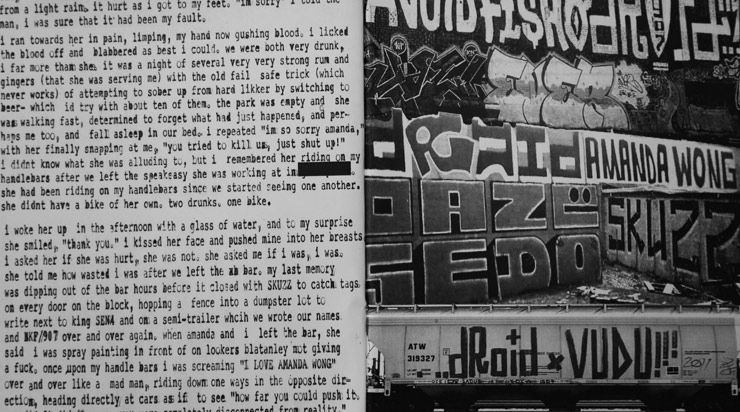 from a light rain, it hurt as i got to my feet. "im sorry" i told the
man, i was sure that it had been my fault.
i ran towards her in pain, limping, my hand now gushing blood. i licked
the blood off and blabbered as best i could. we were both very drunk,
i far more than she. it was a night of several very very strong rum and
gingers (that she was serving me) with the old fail safe trick (which
never works) of attempting to sober up from hard likker by switching to
beer- which id try with about ten of them. the park was empty and she
was walking fast, determined to forget what had just happened, and per-
haps me too, and fall asleep in our bed. i repeated "im so sorry amanda,"
with her finally snapping at me, "you tried to kill us, just shut up!"
i didnt know what she was alluding to, but i remembered her riding on my
handlebars after we left the speakeasy she was working at in
she had been riding on my handlebars since we started seeing one another.
she didnt have a bike of her own. two drunks. one bike.
i woke her up in the afternoon with a glass of water, and to my surprise
she smiled, "thank you." i kissed her face and pushed mine into her breasts
i asked her if she was hurt, she was not. she asked me if i was, i was.
she told me how wasted i was after we left the xb bar. my last memory
was dipping out of the bar hours before it closed with SKUZZ to catch tags
on every door on the block, hopping a fence into a dumpster lot to
write next to king SENA and on a semi-trailer whcih we wrote our names
and BKF/907 over and over again. when amanda and i left the bar, she
said i was spray painting in front of on lookers blatanley not giving
a fuck. once upon my handle bars i was screaming "I LOVE AMANDA WONG"
over and over like a mad man, riding down one ways in the opposite dir-
ection, heading directly at cars as if to see "how far you could push it.
completely disconnected from reality."
DROID
AMANDA WONG
OAZE
SKUZZ
SEDO
ATW
319327
..dRoid x VUDU!!!